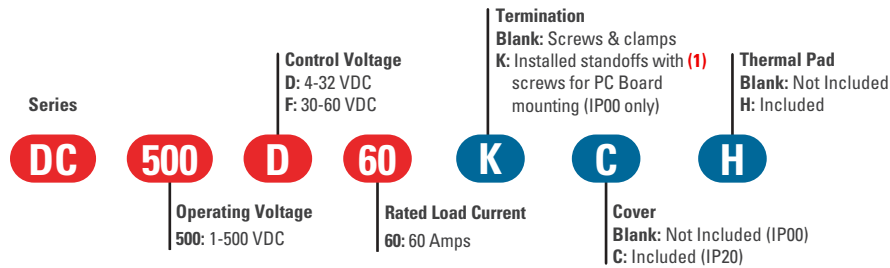 Termination
Blank: Screws & clamps
K: Installed standoffs with (1)
screws for PC Board
mounting (IP00 only)
Control Voltage
D: 4-32 VDC
F: 30-60 VDC
Thermal Pad
Blank: Not Included
H: Included
Series
DC 500 D 60 K C H
Operating Voltage
500: 1-500 VDC
Rated Load Current
60: 60 Amps
Cover
Blank: Not Included (IP00)
C: Included (IP20)